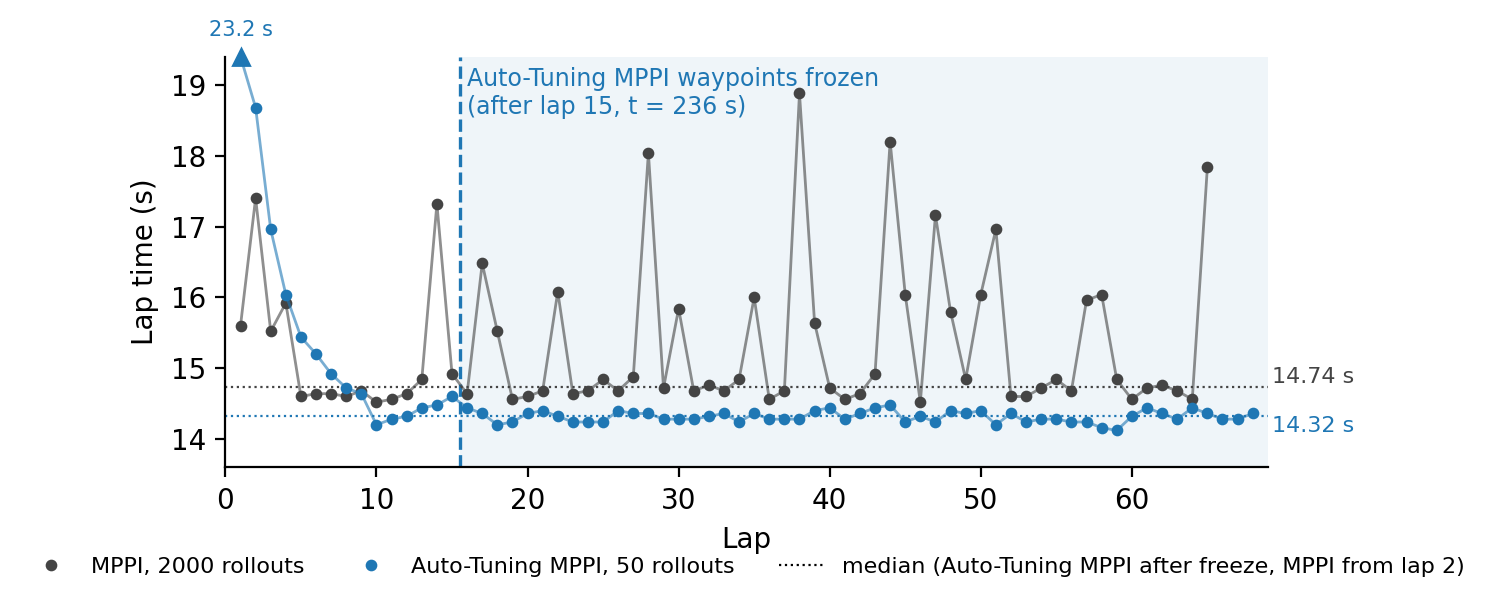 23.2 s
Auto-Tuning MPPI waypoints frozen
(after lap 15, t = 236 s)
Lap time (s)
19
18
17
16
15
14
14.74 s
14.32 s
0 10 20 30 40 50 60
Lap
MPPI, 2000 rollouts Auto-Tuning MPPI, 50 rollouts median (Auto-Tuning MPPI after freeze, MPPI from lap 2)